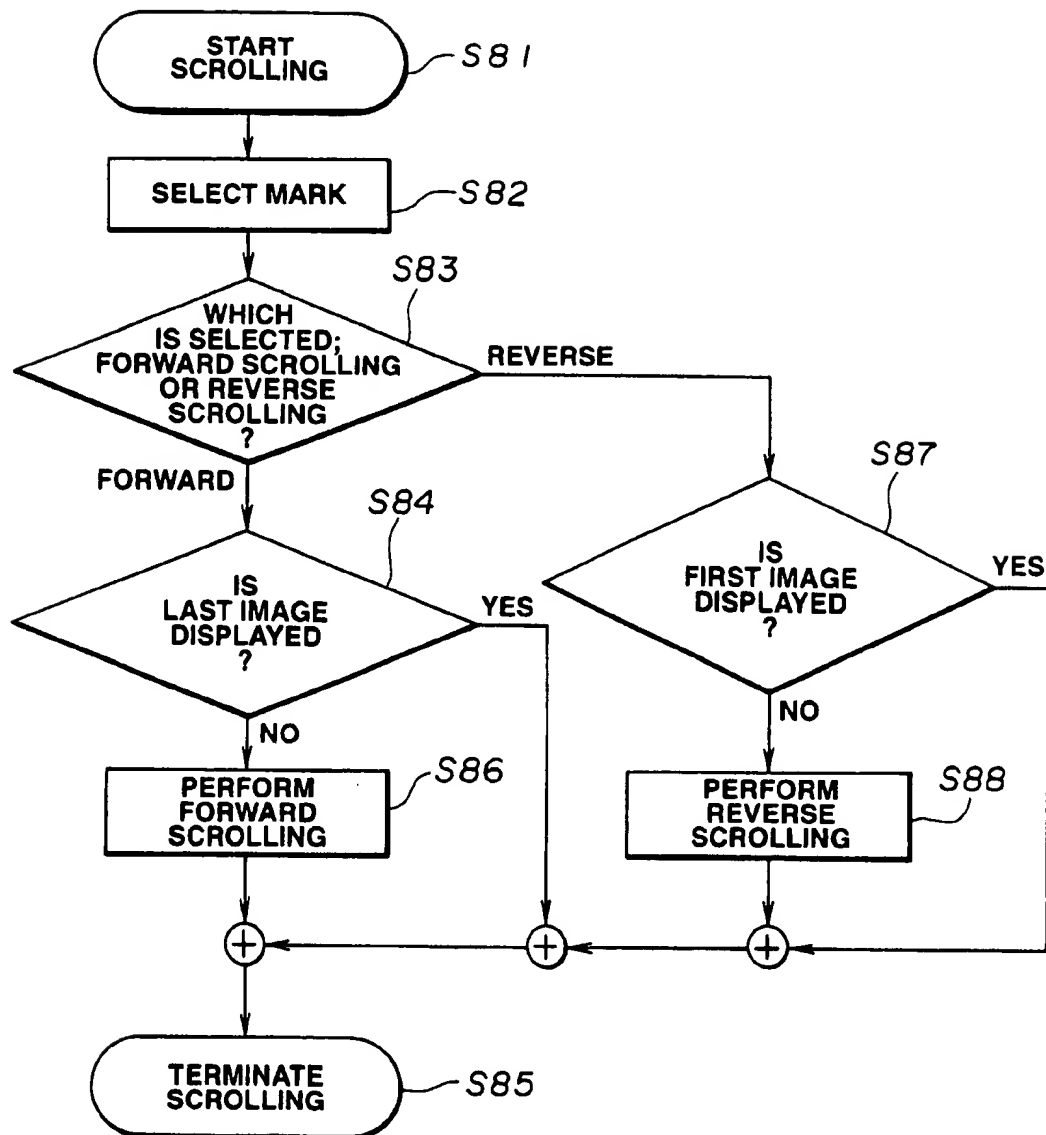 START
SCROLLING
S81
SELECT MARK
S82
S83
WHICH
IS SELECTED;
FORWARD SCROLLING
OR REVERSE
SCROLLING
?
REVERSE
FORWARD
S84
S87
IS
LAST IMAGE
DISPLAYED
?
YES
IS
FIRST IMAGE
DISPLAYED
?
YES
NO
NO
PERFORM
FORWARD
SCROLLING
S86
PERFORM
REVERSE
SCROLLING
S88
+
+
+
TERMINATE
SCROLLING
S85